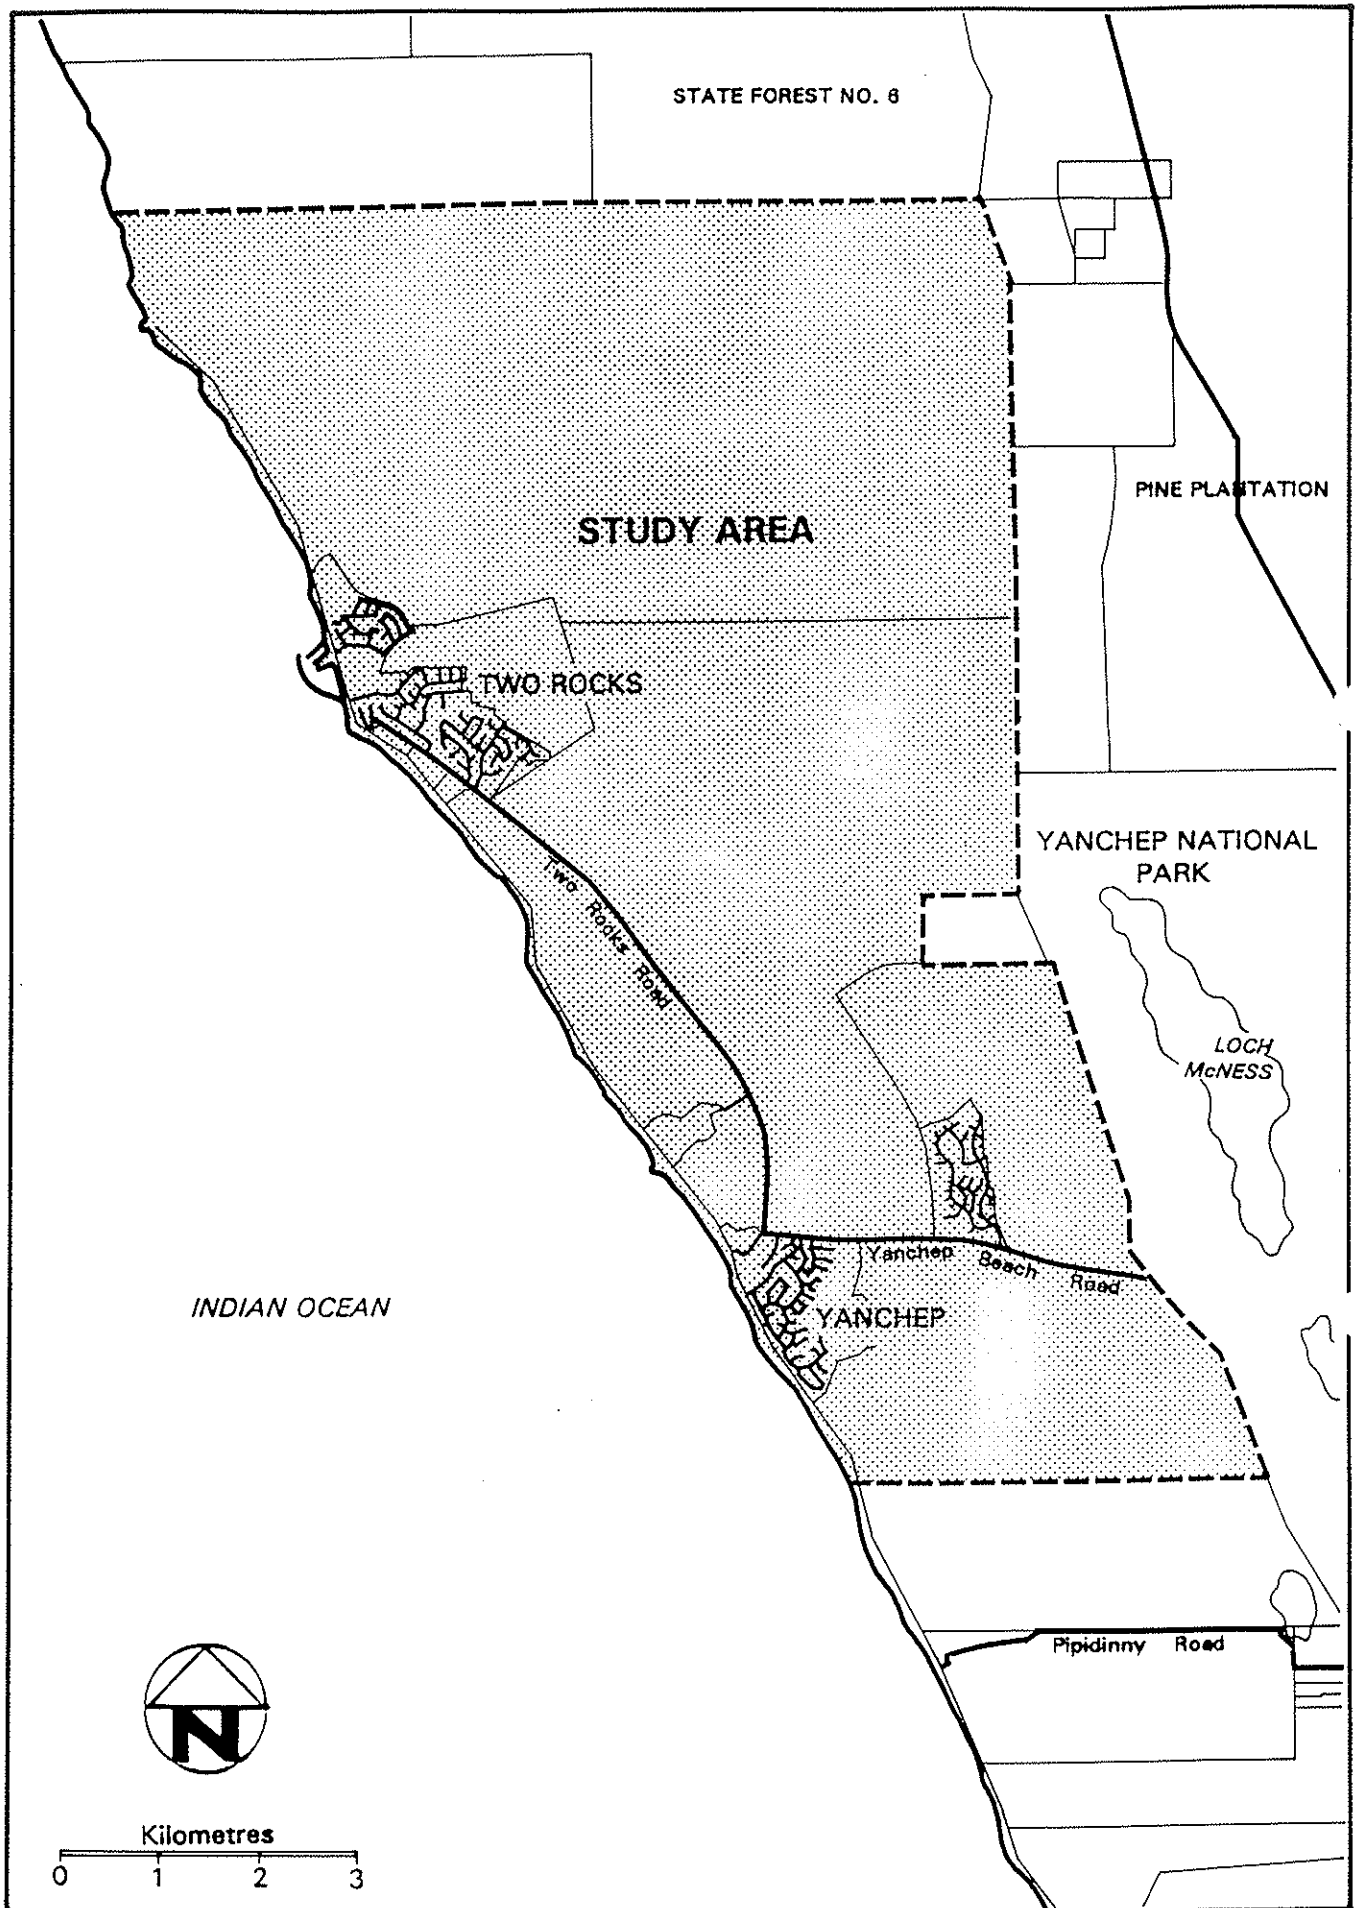 STATE FOREST NO. 6
PINE PLANTATION
STUDY AREA
TWO ROCKS
YANCHEP NATIONAL
PARK
Two Rocks Road
LOCH
McNESS
Yanchep Beach Road
INDIAN OCEAN
YANCHEP
Pipidinny Road
N
Kilometres
0 1 2 3